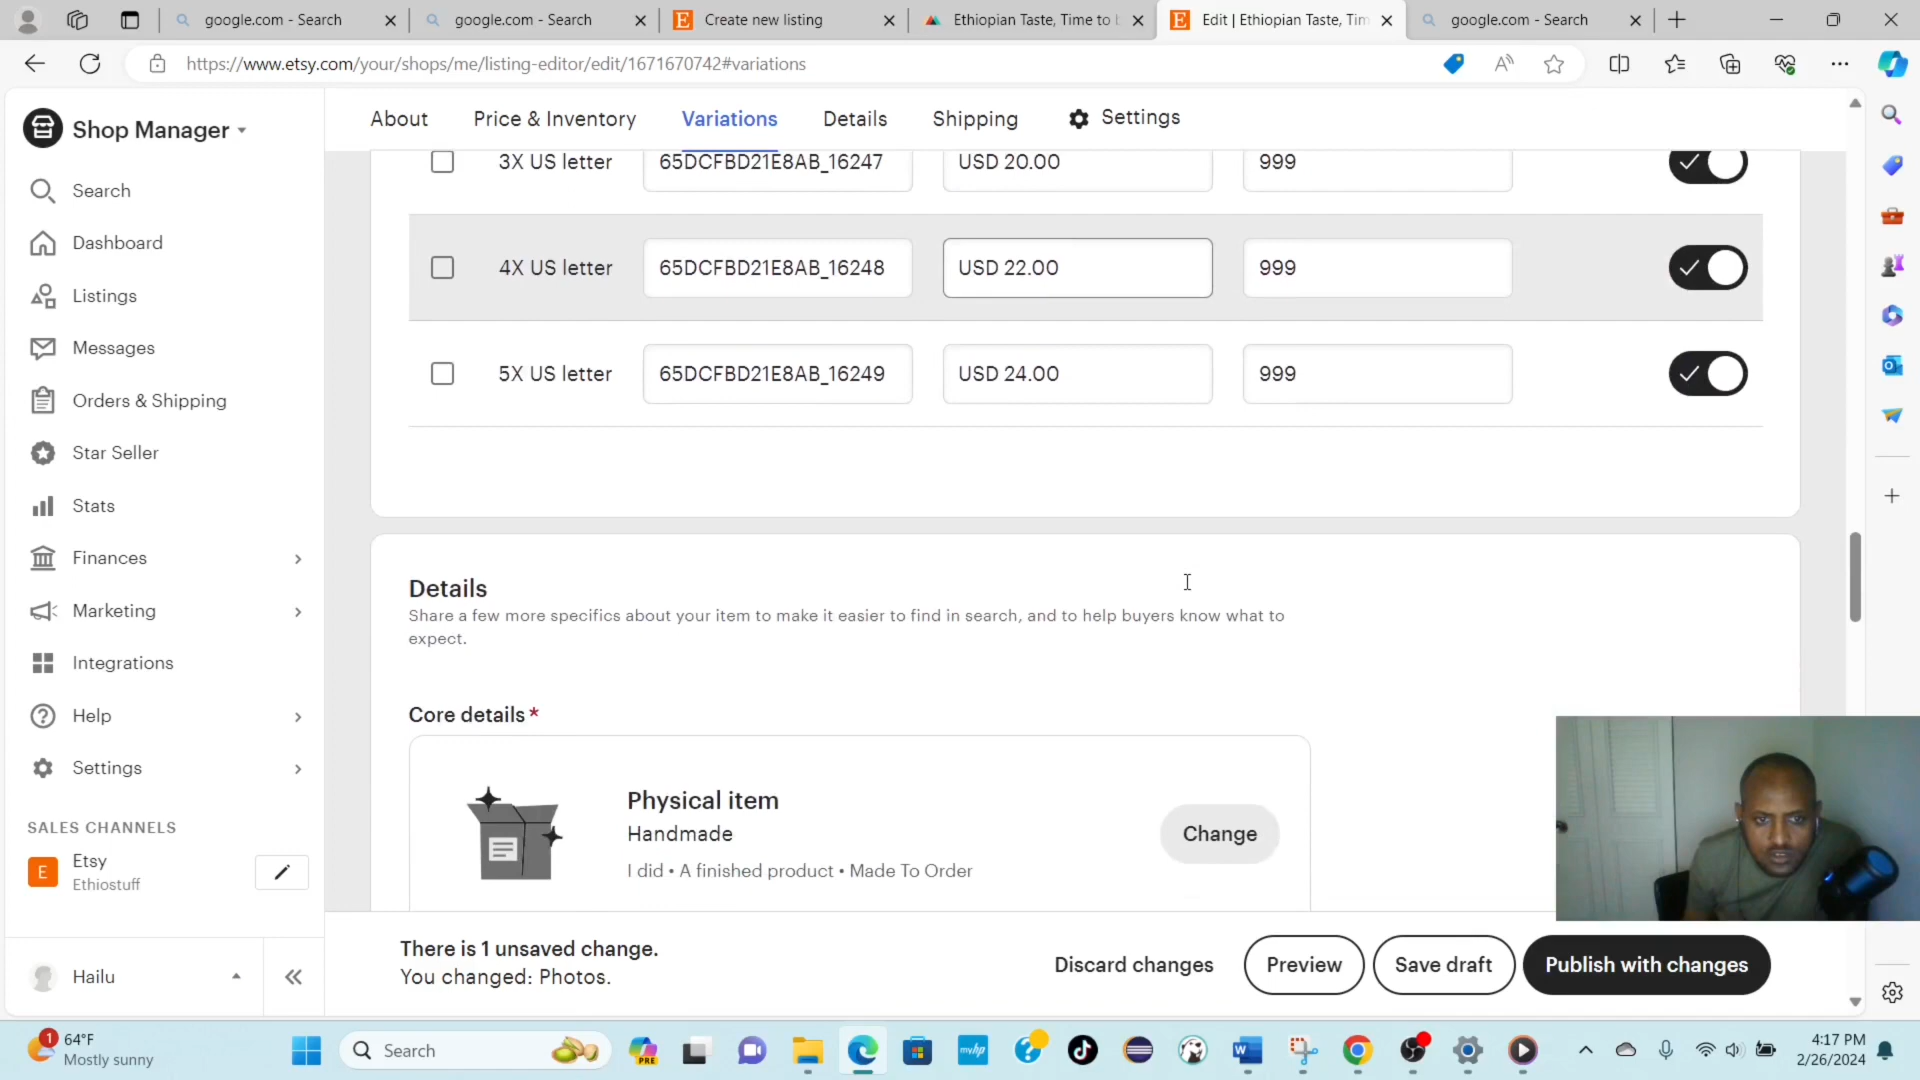 google.com - Search
google.com - Search
Create new listing
Ethiopian Taste, Time to
Edit | Ethiopian Taste, Tim
google.com - Search
https://www.etsy.com/your/shops/me/listing-editor/edit/1671670742#variations
Shop Manager
Search
Dashboard
Listings
Messages
Orders & Shipping
Star Seller
Stats
Finances
Marketing
Integrations
Help
Settings
SALES CHANNELS
E
Etsy
Ethiostuff
Hailu
About
Price & Inventory
Variations
Details
Shipping
Settings
3X US letter 65DCFBD21E8AB_16247 USD 20.00 999
4X US letter 65DCFBD21E8AB_16248 USD 22.00 999
5X US letter 65DCFBD21E8AB_16249 USD 24.00 999
Details
Share a few more specifics about your item to make it easier to find in search, and to help buyers know what to
expect.
Core details*
Physical item
Handmade
I did • A finished product • Made To Order
Change
There is 1 unsaved change.
You changed: Photos.
Discard changes
Preview
Save draft
Publish with changes
1
64°F
Mostly sunny
Search
PRE
myhp
4:17 PM
2/26/2024